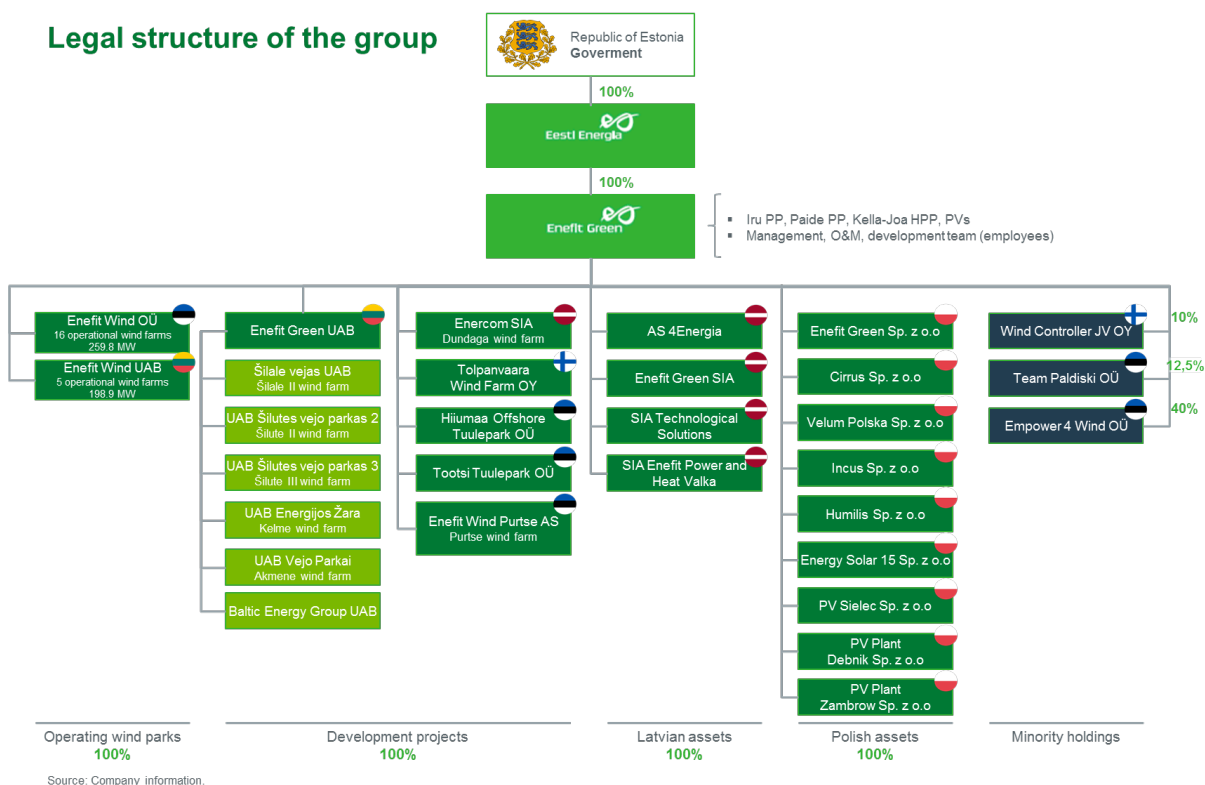 Legal structure of the group
Republic of Estonia
Goverment
100%
Eesti Energia
100%
Enefit Green
Iru PP, Paide PP, Kella-Joa HPP, PVs
Management, O&M, development team (employees)
Enefit Wind OÜ
16 operational wind farms
259.8 MW
Enefit Wind UAB
5 operational wind farms
198.9 MW
Operating wind parks
100%
Enefit Green UAB
Šilale vejas UAB
Šilale II wind farm
UAB Šilutes vejo parkas 2
Šilute II wind farm
UAB Šilutes vejo parkas 3
Šilute III wind farm
UAB Energijos Žara
Kelme wind farm
UAB Vejo Parkai
Akmene wind farm
Baltic Energy Group UAB
Enercom SIA
Dundaga wind farm
Tolpanvaara
Wind Farm OY
Hiiumaa Offshore
Tuulepark OÜ
Tootsi Tuulepark OÜ
Enefit Wind Purtse AS
Purtse wind farm
Development projects
100%
AS 4Energia
Enefit Green SIA
SIA Technological
Solutions
SIA Enefit Power and
Heat Valka
Latvian assets
100%
Enefit Green Sp. z o.o
Cirrus Sp. z o.o
Velum Polska Sp. z o.o
Incus Sp. z o.o
Humilis Sp. z o.o
Energy Solar 15 Sp. z o.o
PV Sielec Sp. z o.o
PV Plant
Debnik Sp. z o.o
PV Plant
Zambrow Sp. z o.o
Polish assets
100%
Wind Controller JV OY
10%
Team Paldiski OÜ
12,5%
Empower 4 Wind OÜ
40%
Minority holdings
Source: Company information.